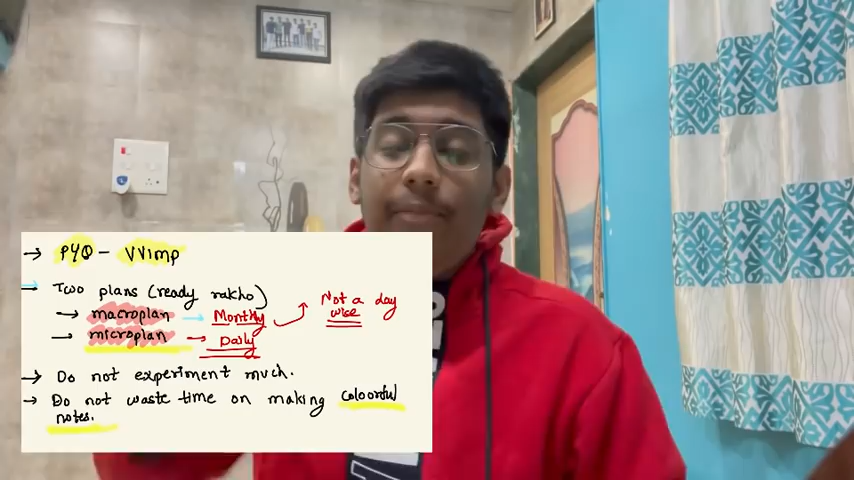 → PYQ - VVImp
→ Two plans (ready rakho)
→ macroplan → Monthly
Not a day
wise
→ microplan → Daily
→ Do not experiment much.
→ Do not waste time on making colourful
notes.